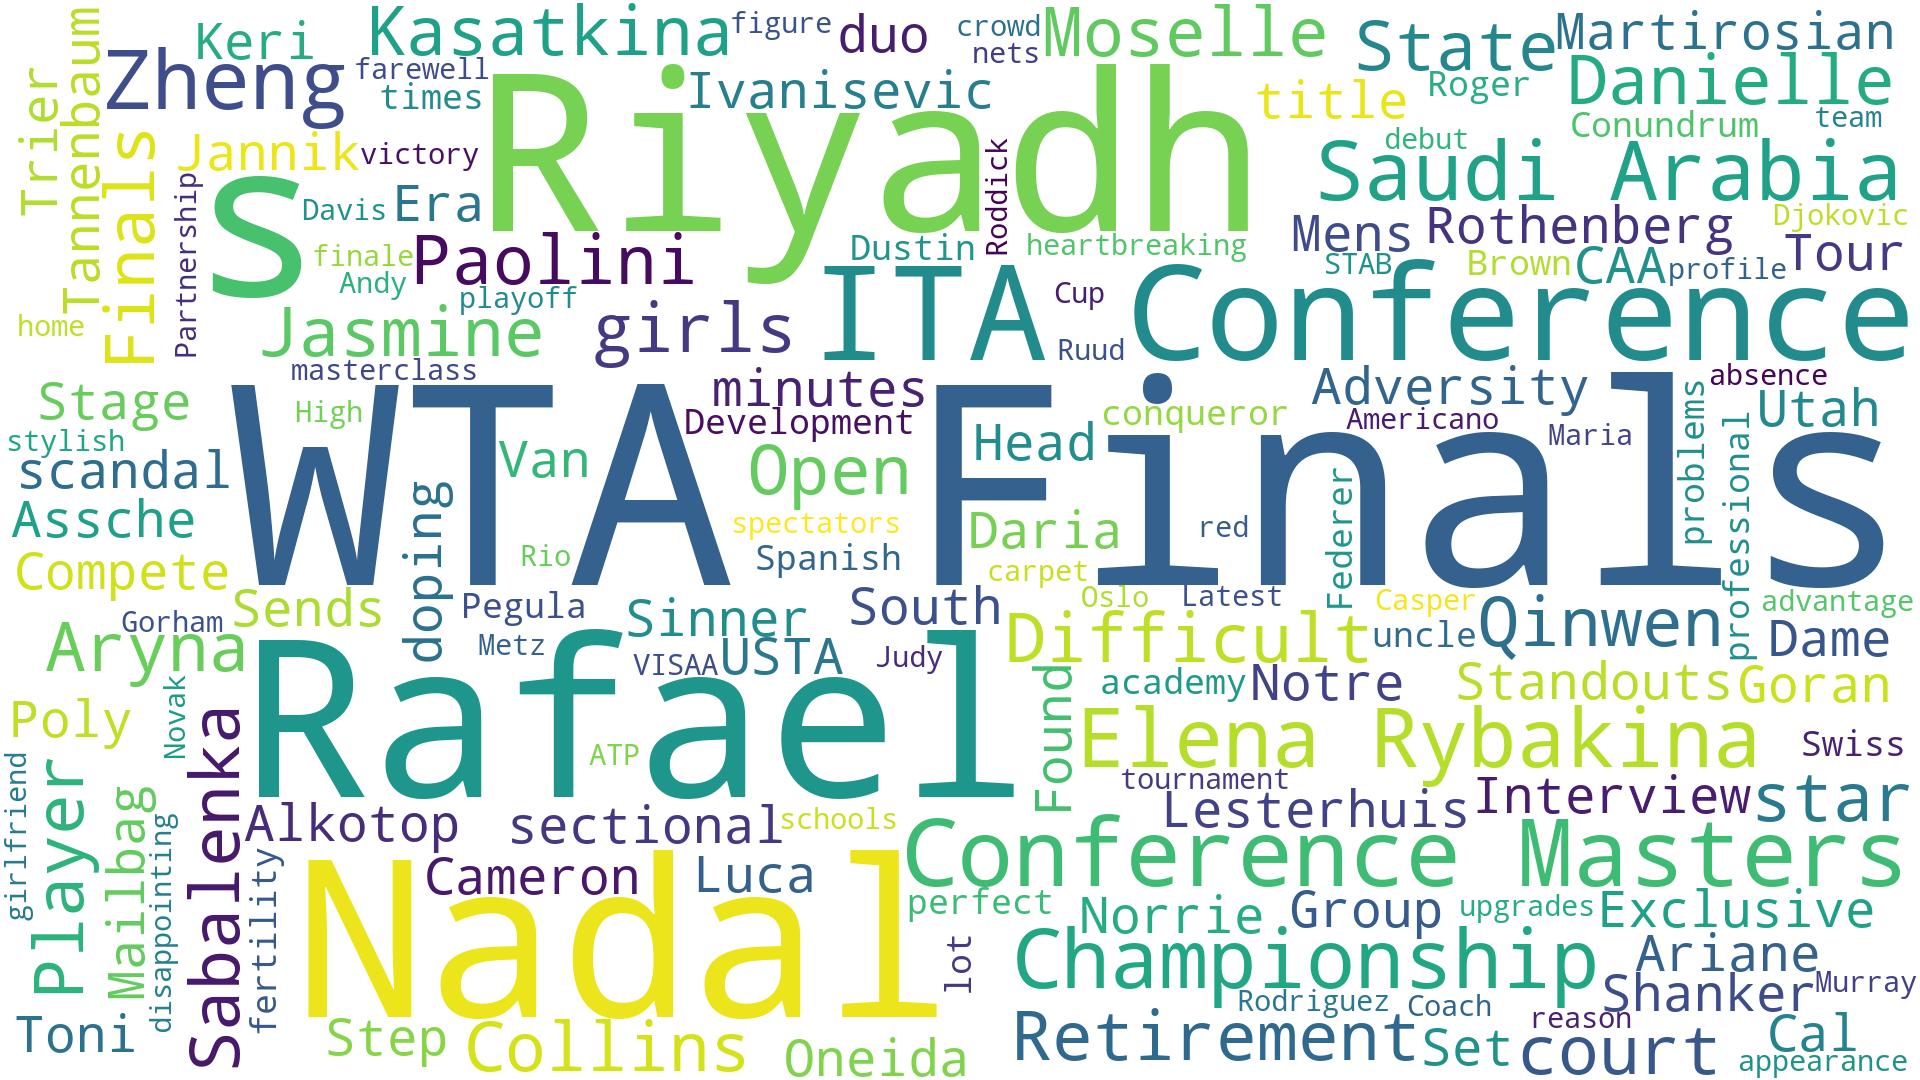 Kasatkina
figure
duo
crowd
nets
Moselle
State
Martirosian
Keri
Zheng
farewell
times
Riyadh
Ivanisevic
title
Roger
Danielle
Conundrum
team
debut
Trier
Tannenbaum
Finals
Jannik
victory
s
Davis
Era
Partnership
Roddick
Saudi Arabia
Mens
Rothenberg
Djokovic
finale
Andy
Paolini
Dustin
heartbreaking
STAB
Brown
CAA
profile
Tour
playoff
home
Jasmine
girls
ITA
Cup
Ruud
Conference
masterclass
Stage
High
minutes
Development
conqueror
Adversity
Americano
absence
Maria
Utah
problems
professional
stylish
scandal
WTA Finals
Van
Open
Head
Assche
doping
spectators
Daria
red
Federer
Compete
Rio
Spanish
carpet
Oslo
Latest
Casper
advantage
Sends
Gorham
Pegula
Sinner
South
Difficult
uncle
Qinwen
Dame
Aryna
Metz
VISAA
USTA
Judy
Rafael
academy
Notre
Standouts
Goran
Poly
Novak
Found
Elena Rybakina
Swiss
ATP
tournament
Player
girlfriend
Mailbag
disappointing
Sabalenka
fertility
Alkotop
sectional
schools
Lesterhuis
Interview
star
Conference Masters
Nadal
Cameron
Luca
perfect
Norrie
Group
upgrades
Exclusive
lot
Championship
Ariane
Shanker
Murray
Toni
Step
Collins
Oneida
Retirement
Rodriguez
Coach
Set
reason
court
Cal
appearance